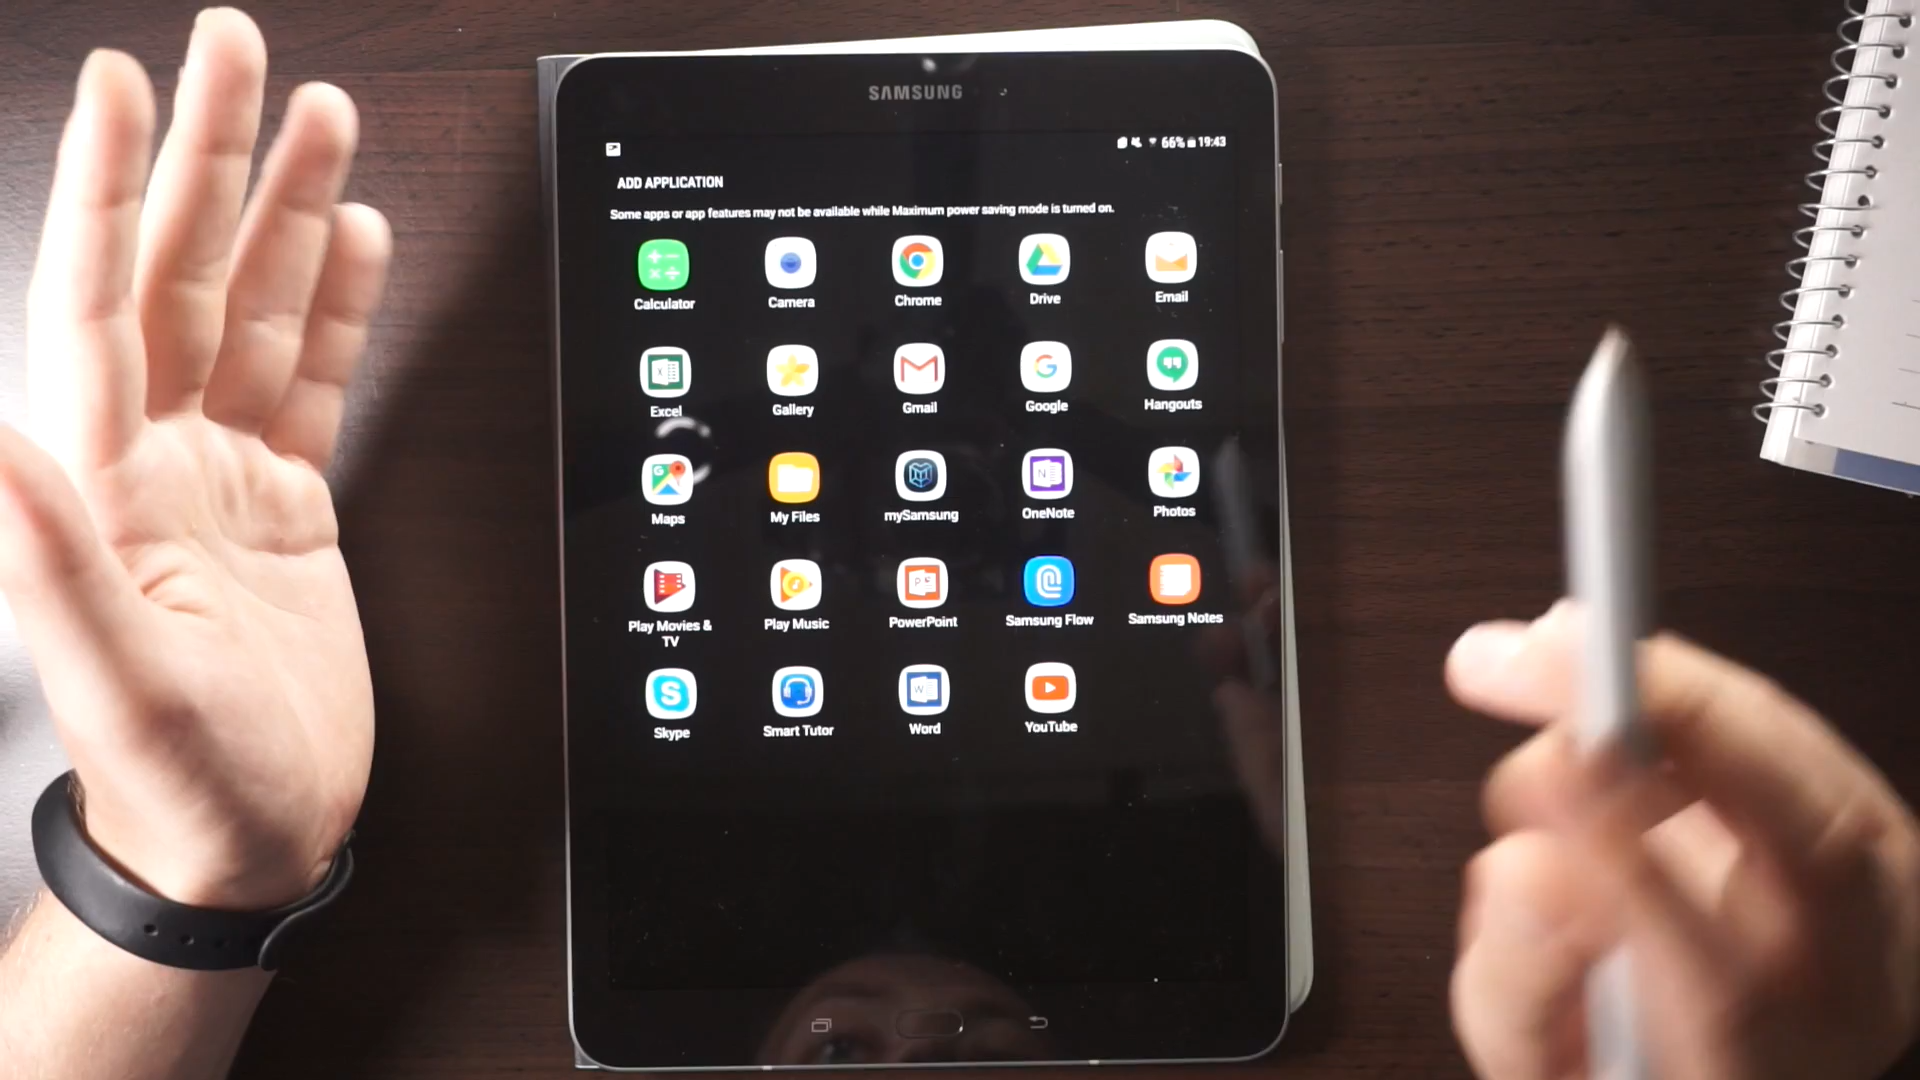 SAMSUNG
66% 19:43
ADD APPLICATION
Some apps or app features may not be available while Maximum power saving mode is turned on.
Calculator Camera Chrome Drive Email
Excel Gallery Gmail Google Hangouts
Maps My Files mySamsung OneNote Photos
Play Movies & TV Play Music PowerPoint Samsung Flow Samsung Notes
Skype Smart Tutor Word YouTube